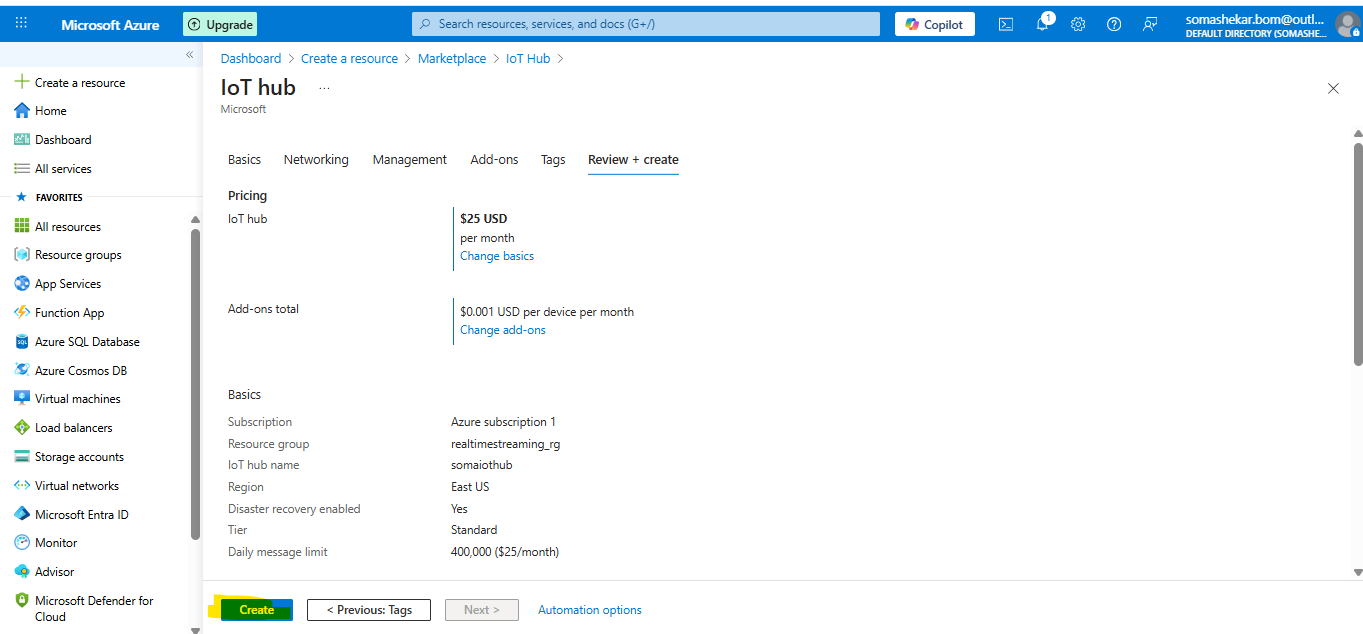 Microsoft Azure
Upgrade
Search resources, services, and docs (G+/)
Copilot
1
somashekar.bom@outl...
DEFAULT DIRECTORY (SOMASHE...
«
Create a resource
Home
Dashboard
All services
FAVORITES
All resources
Resource groups
App Services
Function App
Azure SQL Database
Azure Cosmos DB
Virtual machines
Load balancers
Storage accounts
Virtual networks
Microsoft Entra ID
Monitor
Advisor
Microsoft Defender for
Cloud
Dashboard > Create a resource > Marketplace > IoT Hub >
IoT hub ...
Microsoft
Basics Networking Management Add-ons Tags Review + create
Pricing
IoT hub $25 USD
per month
Change basics
Add-ons total $0.001 USD per device per month
Change add-ons
Basics
Subscription Azure subscription 1
Resource group realtimestreaming_rg
IoT hub name somaiothub
Region East US
Disaster recovery enabled Yes
Tier Standard
Daily message limit 400,000 ($25/month)
Create < Previous: Tags Next > Automation options